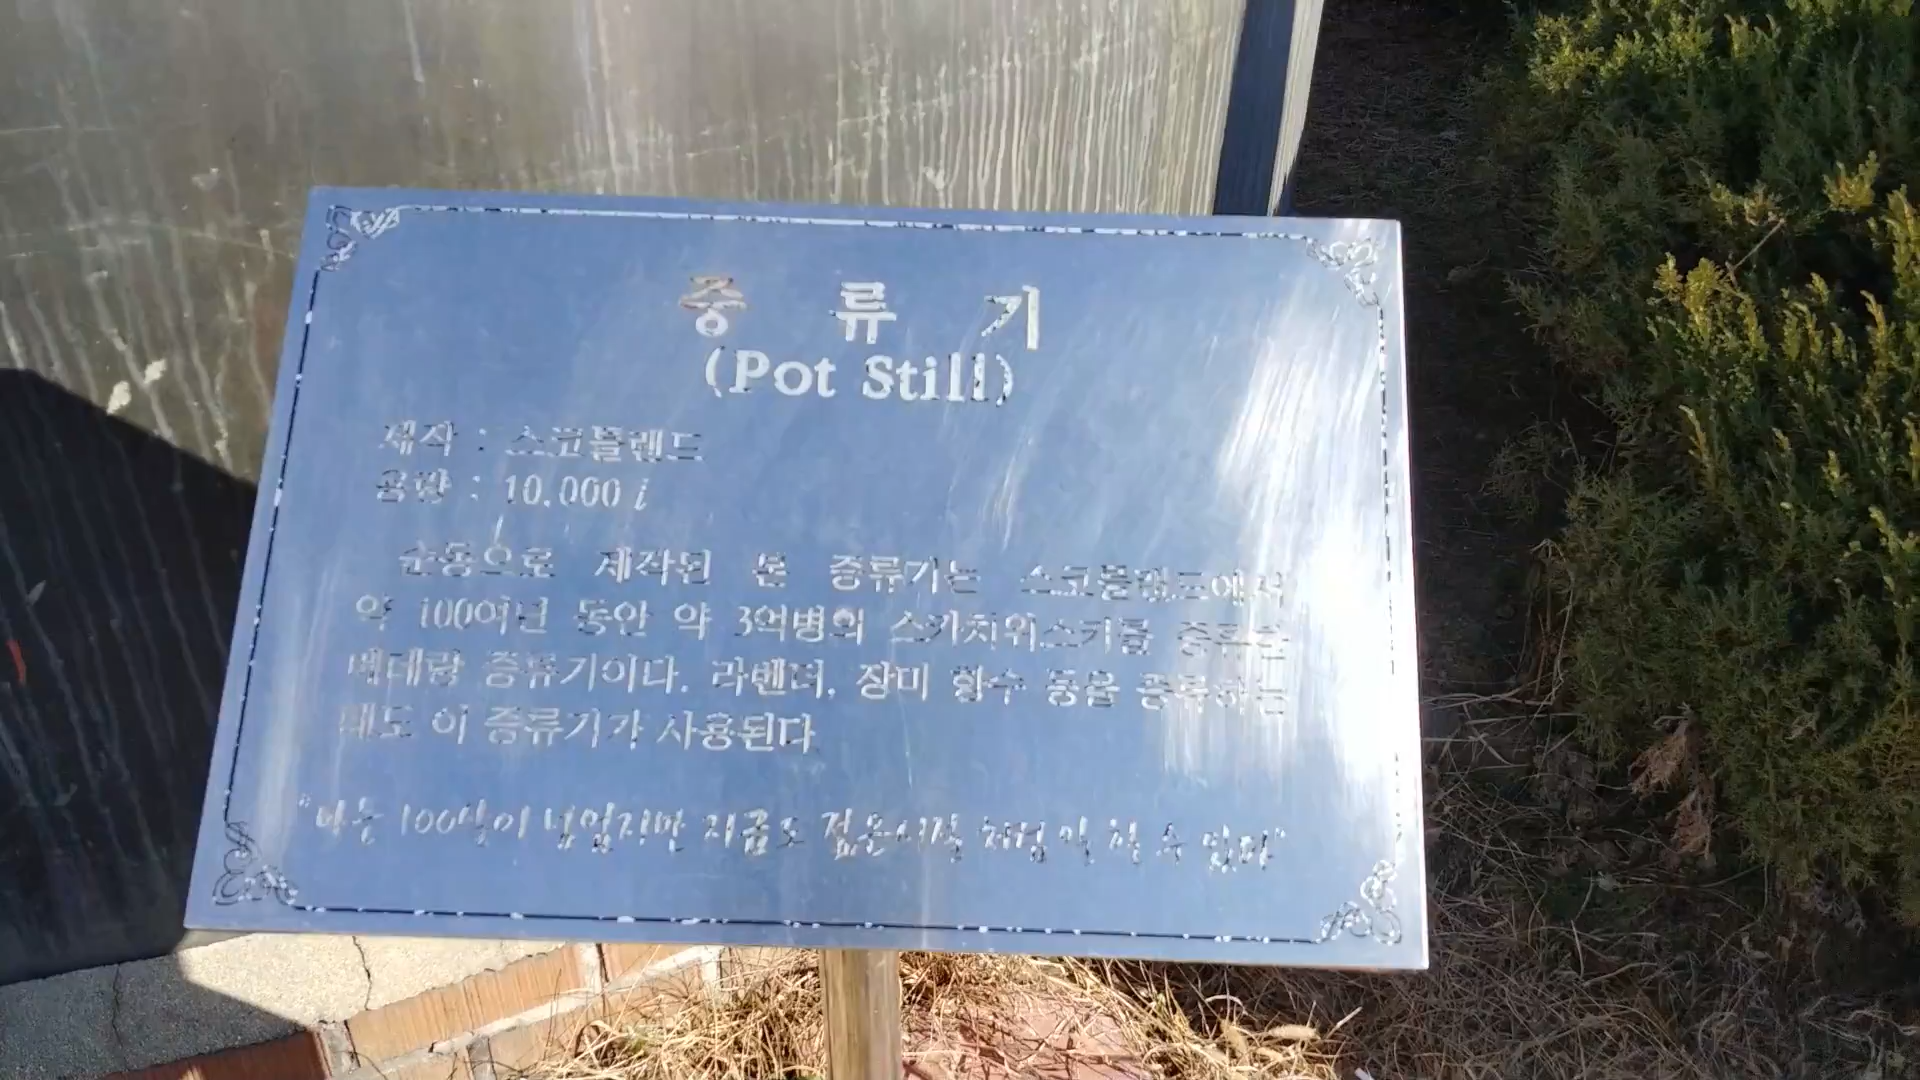 증 류 기
(Pot Still)
제작 : 스코틀랜드
용량 : 10,000 ℓ
순동으로 제작된 본 증류기는 스코틀랜드에서
약 100여년 동안 약 3억병의 스카치위스키를 증류한
베테랑 증류기이다. 라벤더, 장미 향수 등을 증류하는
데도 이 증류기가 사용된다
"나는 100살이 넘었지만 지금도 젊은시절 처럼 일 할 수 있다"